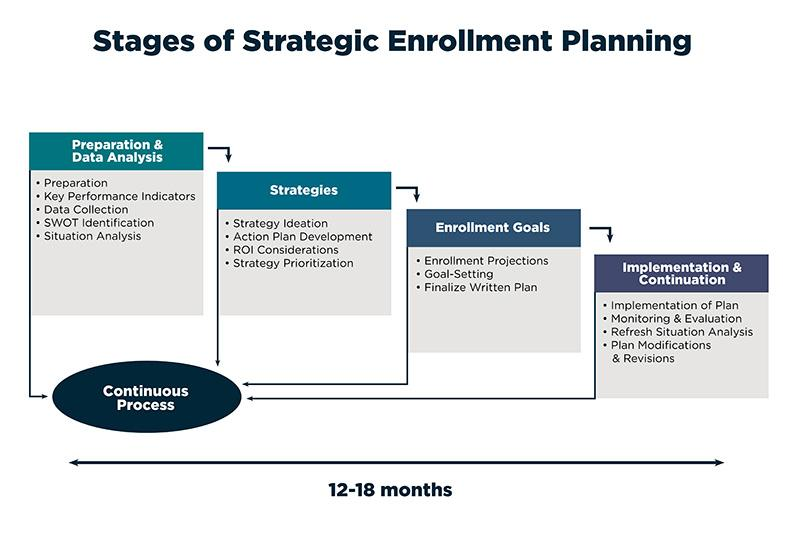 Stages of Strategic Enrollment Planning
Preparation &
Data Analysis
• Preparation
• Key Performance Indicators
• Data Collection
• SWOT Identification
• Situation Analysis
Strategies
• Strategy Ideation
• Action Plan Development
• ROI Considerations
• Strategy Prioritization
Enrollment Goals
• Enrollment Projections
• Goal-Setting
• Finalize Written Plan
Implementation &
Continuation
• Implementation of Plan
• Monitoring & Evaluation
• Refresh Situation Analysis
• Plan Modifications
& Revisions
Continuous
Process
12-18 months